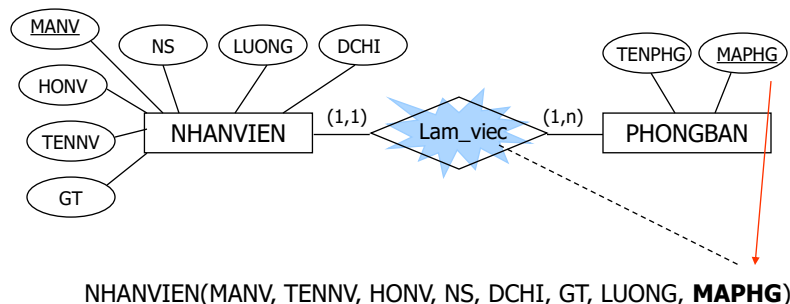 MANV
NS
LUONG
DCHI
TENPHG
MAPHG
HONV
(1,1)
(1,n)
NHANVIEN
Lam_viec
PHONGBAN
TENNV
GT
NHANVIEN(MANV, TENNV, HONV, NS, DCHI, GT, LUONG, MAPHG)